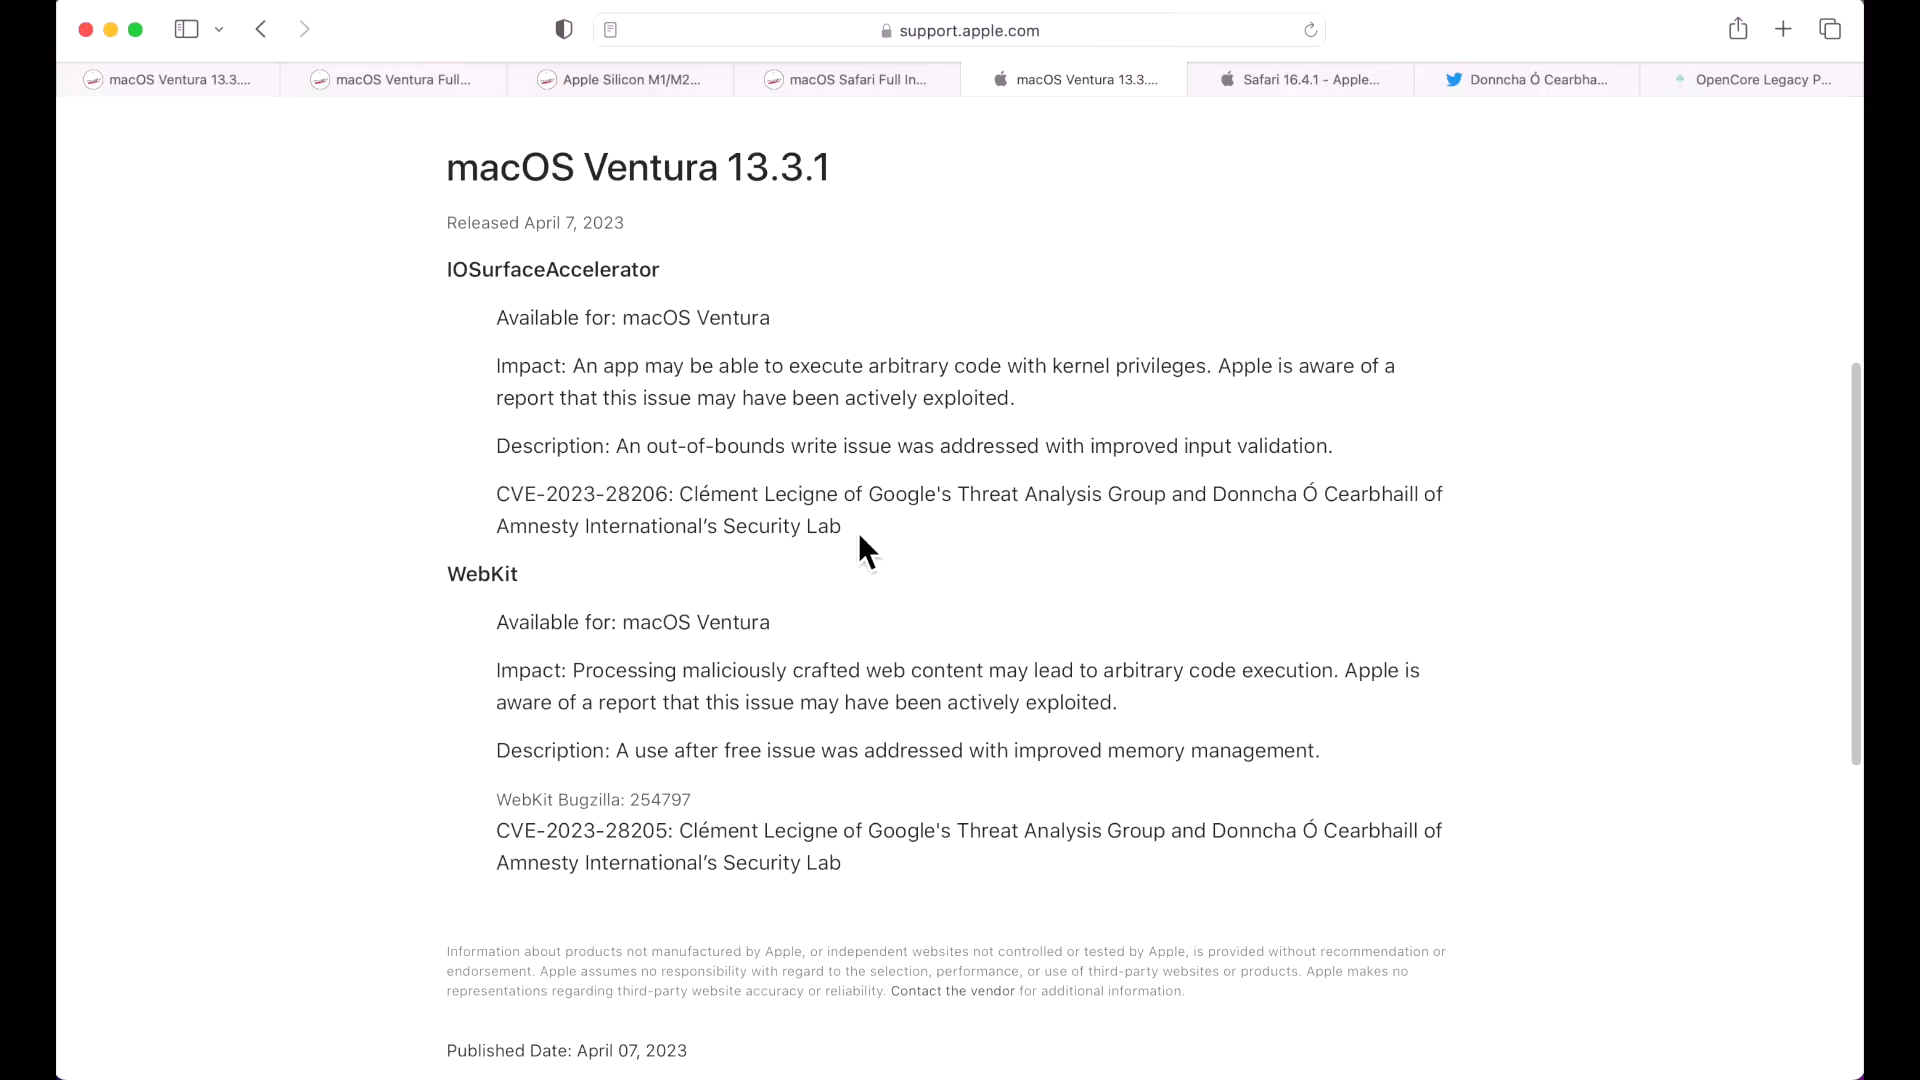 support.apple.com
macOS Ventura 13.3....
macOS Ventura Full...
Apple Silicon M1/M2...
macOS Safari Full In...
macOS Ventura 13.3....
Safari 16.4.1 - Apple...
Donncha Ó Cearbha...
OpenCore Legacy P...
macOS Ventura 13.3.1
Released April 7, 2023
IOSurfaceAccelerator
Available for: macOS Ventura
Impact: An app may be able to execute arbitrary code with kernel privileges. Apple is aware of a
report that this issue may have been actively exploited.
Description: An out-of-bounds write issue was addressed with improved input validation.
CVE-2023-28206: Clément Lecigne of Google's Threat Analysis Group and Donncha Ó Cearbhaill of
Amnesty International’s Security Lab
WebKit
Available for: macOS Ventura
Impact: Processing maliciously crafted web content may lead to arbitrary code execution. Apple is
aware of a report that this issue may have been actively exploited.
Description: A use after free issue was addressed with improved memory management.
WebKit Bugzilla: 254797
CVE-2023-28205: Clément Lecigne of Google's Threat Analysis Group and Donncha Ó Cearbhaill of
Amnesty International’s Security Lab
Information about products not manufactured by Apple, or independent websites not controlled or tested by Apple, is provided without recommendation or
endorsement. Apple assumes no responsibility with regard to the selection, performance, or use of third-party websites or products. Apple makes no
representations regarding third-party website accuracy or reliability. Contact the vendor for additional information.
Published Date: April 07, 2023